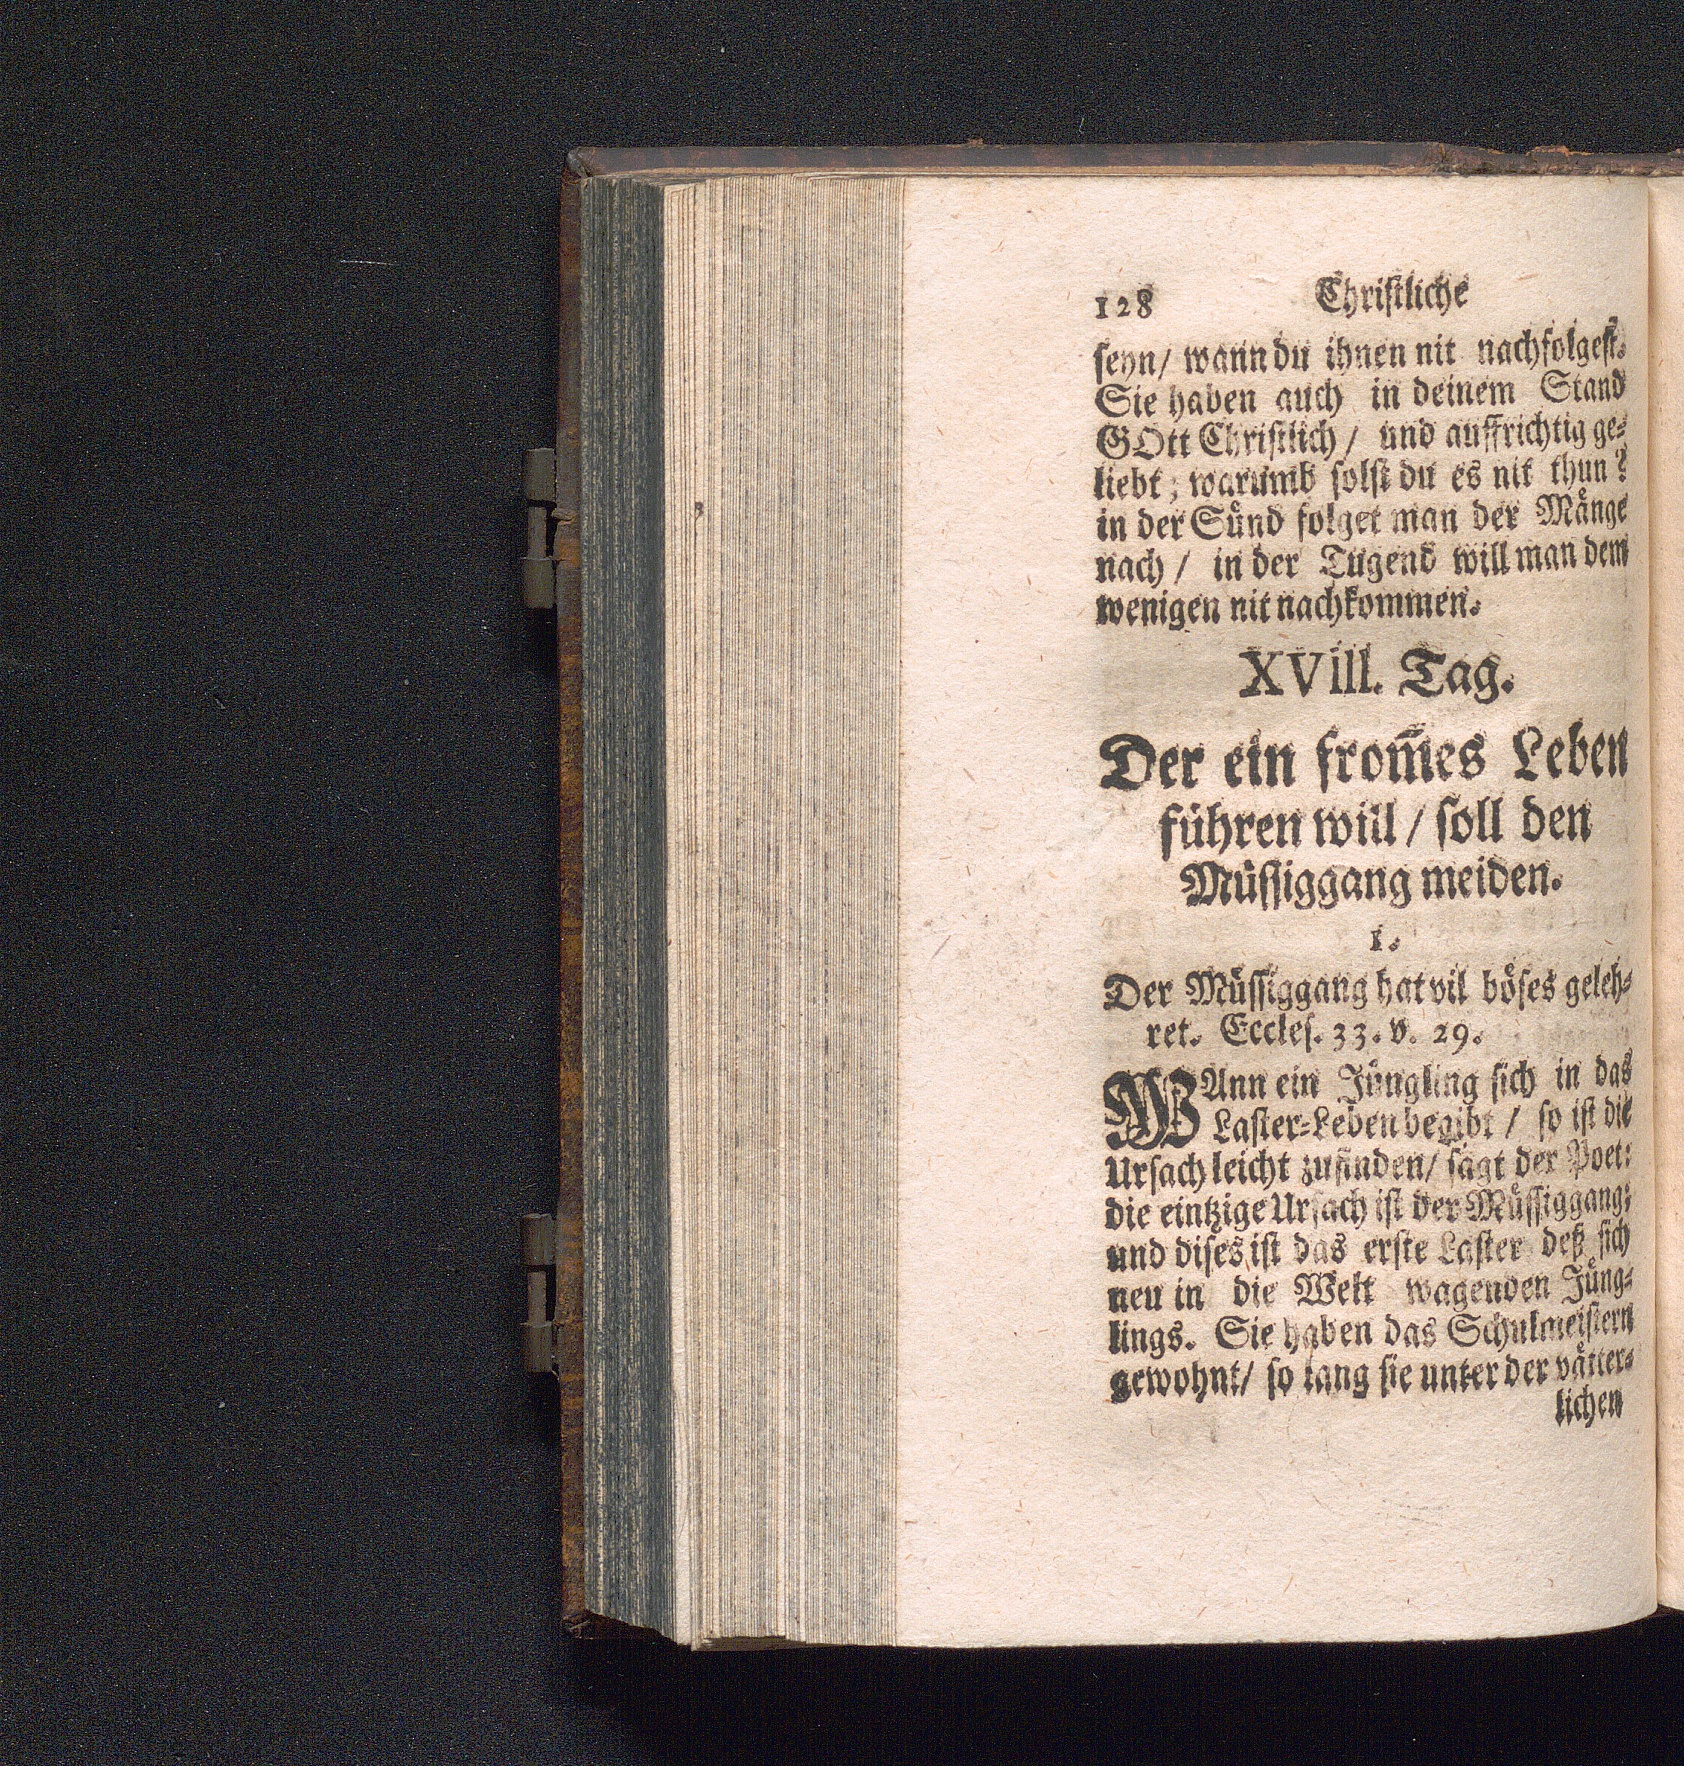 128 Christliche
seyn/ wann du ihnen nit nachfolgest.
Sie haben auch in deinem Stand
GOtt Christlich/ und auffrichtig ge-
liebt; warumb solst du es nit thun?
in der Sünd folget man der Mänge
nach/ in der Tugend will man dem
wenigen nit nachkommen.
XVIII. Tag.
Der ein from̃es Leben
führen will/ soll den
Müssiggang meiden.
1.
Der Müssiggang hat vil böses geleh-
ret. Eccles. 33. v. 29.
WAnn ein Jüngling sich in das
Laster-Leben begibt/ so ist die
Ursach leicht zufinden/ sagt der Poet:
die eintzige Ursach ist der Müssiggang;
und dises ist das erste Laster deß sich
neu in die Welt wagenden Jüng-
lings. Sie haben das Schulmeistern
gewohnt/ so lang sie unter der vätter-
lichen